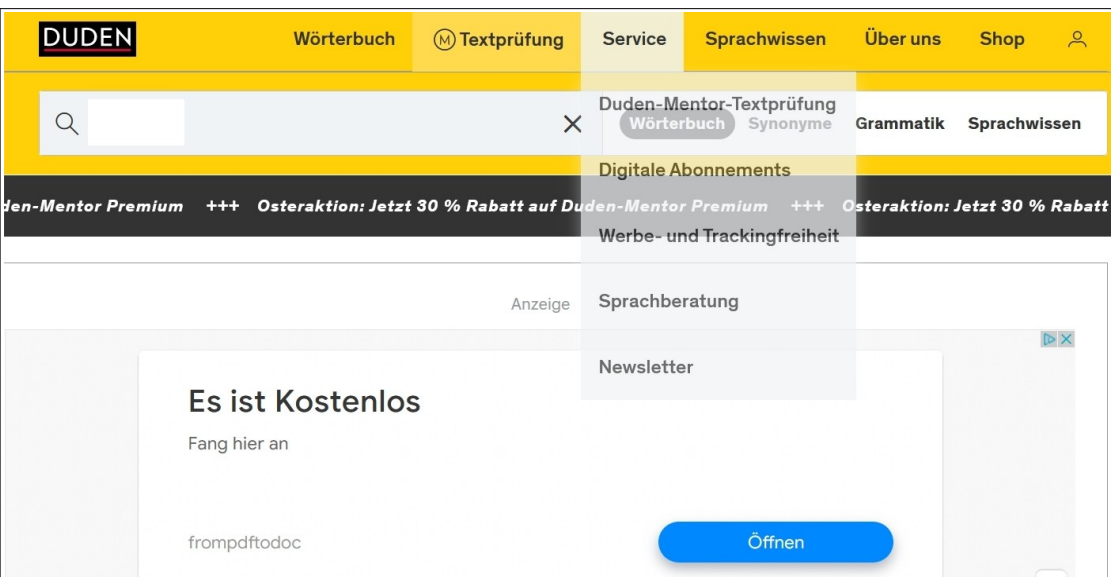 DUDEN Wörterbuch Textprüfung Service Sprachwissen Über uns Shop
Duden-Mentor-Textprüfung
Wörterbuch Synonyme Grammatik Sprachwissen
Digitale Abonnements
den-Mentor Premium +++ Osteraktion: Jetzt 30 % Rabatt auf Duden-Mentor Premium +++ Osteraktion: Jetzt 30 % Rabatt
Werbe- und Trackingfreiheit
Anzeige
Sprachberatung
Newsletter
Es ist Kostenlos
Fang hier an
frompdftodoc
Öffnen